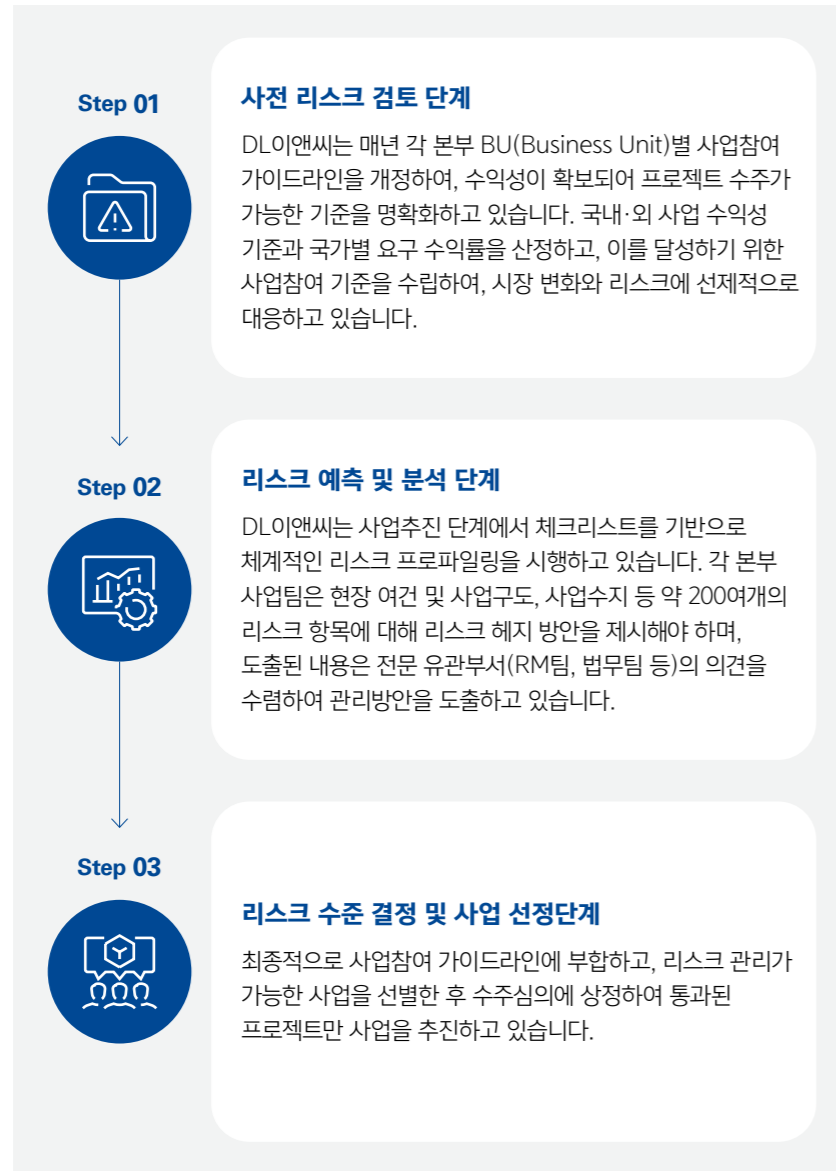 Step 01
사전 리스크 검토 단계
DL이앤씨는 매년 각 본부 BU(Business Unit)별 사업참여
가이드라인을 개정하여, 수익성이 확보되어 프로젝트 수주가
가능한 기준을 명확화하고 있습니다. 국내·외 사업 수익성
기준과 국가별 요구 수익률을 산정하고, 이를 달성하기 위한
사업참여 기준을 수립하여, 시장 변화와 리스크에 선제적으로
대응하고 있습니다.
Step 02
리스크 예측 및 분석 단계
DL이앤씨는 사업추진 단계에서 체크리스트를 기반으로
체계적인 리스크 프로파일링을 시행하고 있습니다. 각 본부
사업팀은 현장 여건 및 사업구도, 사업수지 등 약 200여개의
리스크 항목에 대해 리스크 헤지 방안을 제시해야 하며,
도출된 내용은 전문 유관부서(RM팀, 법무팀 등)의 의견을
수렴하여 관리방안을 도출하고 있습니다.
Step 03
리스크 수준 결정 및 사업 선정단계
최종적으로 사업참여 가이드라인에 부합하고, 리스크 관리가
가능한 사업을 선별한 후 수주심의에 상정하여 통과된
프로젝트만 사업을 추진하고 있습니다.